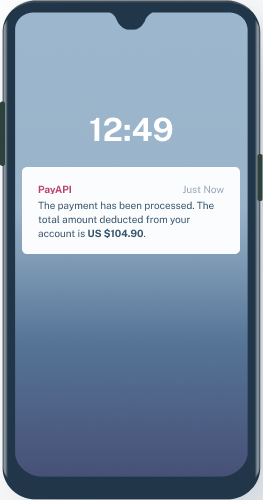 12:49
PayAPI Just Now
The payment has been processed. The
total amount deducted from your
account is US $104.90.